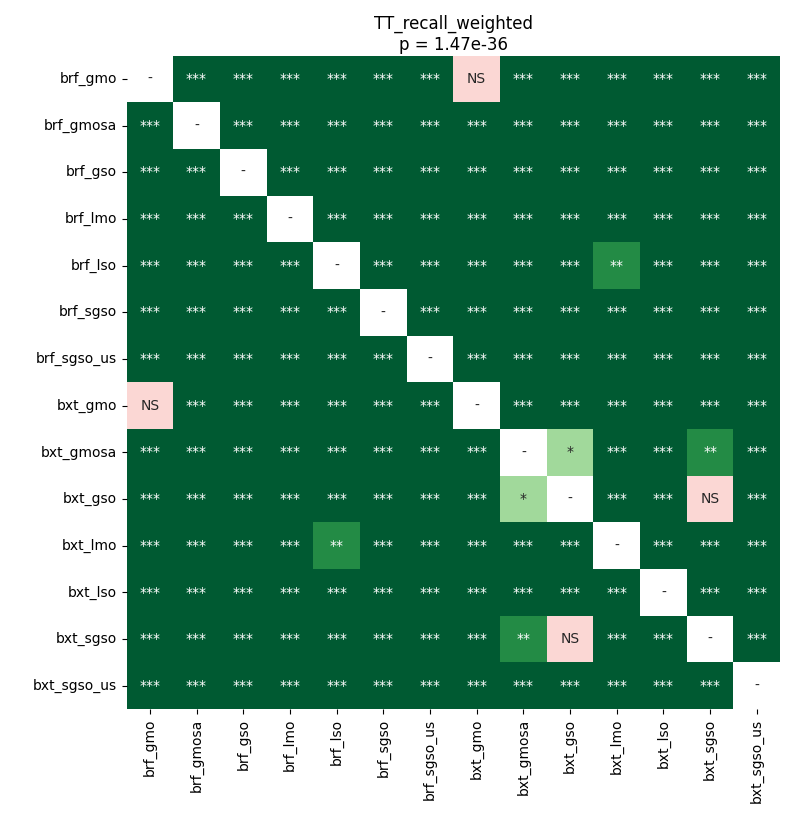 TT_recall_weighted
p = 1.47e-36
brf_gmo - *** *** *** *** *** *** NS *** *** *** *** *** ***
brf_gmosa *** - *** *** *** *** *** *** *** *** *** *** *** ***
brf_gso *** *** - *** *** *** *** *** *** *** *** *** *** ***
brf_lmo *** *** *** - *** *** *** *** *** *** *** *** *** ***
brf_lso *** *** *** *** - *** *** *** *** *** ** *** *** ***
brf_sgso *** *** *** *** *** - *** *** *** *** *** *** *** ***
brf_sgso_us *** *** *** *** *** *** - *** *** *** *** *** *** ***
bxt_gmo NS *** *** *** *** *** *** - *** *** *** *** *** ***
bxt_gmosa *** *** *** *** *** *** *** *** - * *** *** ** ***
bxt_gso *** *** *** *** *** *** *** *** * - *** *** NS ***
bxt_lmo *** *** *** *** ** *** *** *** *** *** - *** *** ***
bxt_lso *** *** *** *** *** *** *** *** *** *** *** - *** ***
bxt_sgso *** *** *** *** *** *** *** *** ** NS *** *** - ***
bxt_sgso_us *** *** *** *** *** *** *** *** *** *** *** *** *** -
brf_gmo brf_gmosa brf_gso brf_lmo brf_lso brf_sgso brf_sgso_us bxt_gmo bxt_gmosa bxt_gso bxt_lmo bxt_lso bxt_sgso bxt_sgso_us